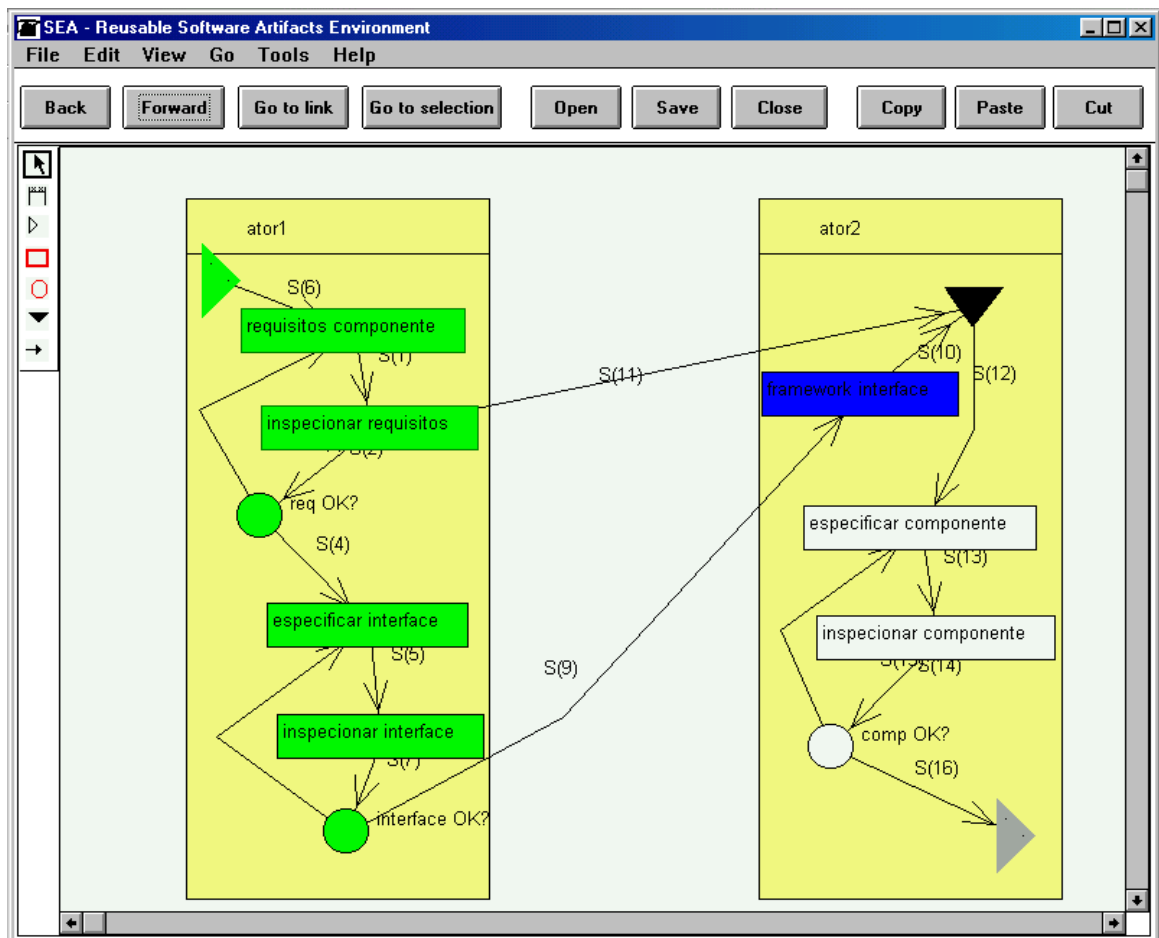 SEA - Reusable Software Artifacts Environment
File Edit View Go Tools Help
Back Forward Go to link Go to selection Open Save Close Copy Paste Cut
ator1
S(6)
requisitos componente
S(1)
inspecionar requisitos
S(2)
req OK?
S(4)
especificar interface
S(5)
inspecionar interface
S(7)
interface OK?
S(11)
S(9)
ator2
S(10)
S(12)
framework interface
especificar componente
S(13)
inspecionar componente
S(15)
S(14)
comp OK?
S(16)